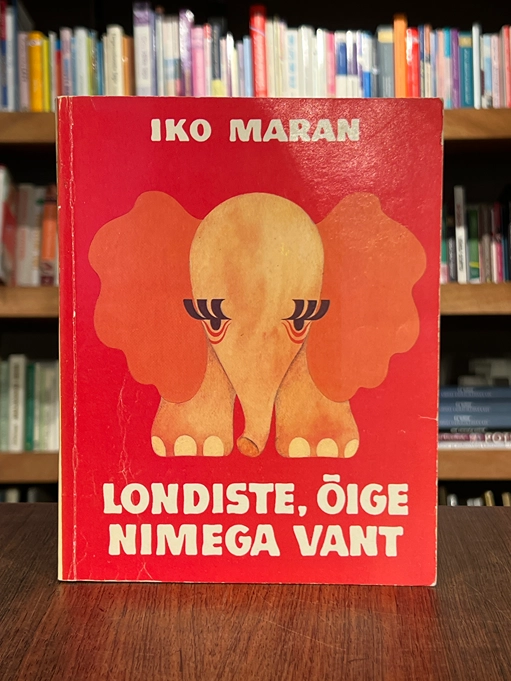 IKO MARAN
LONDISTE, ÕIGE
NIMEGA VANT